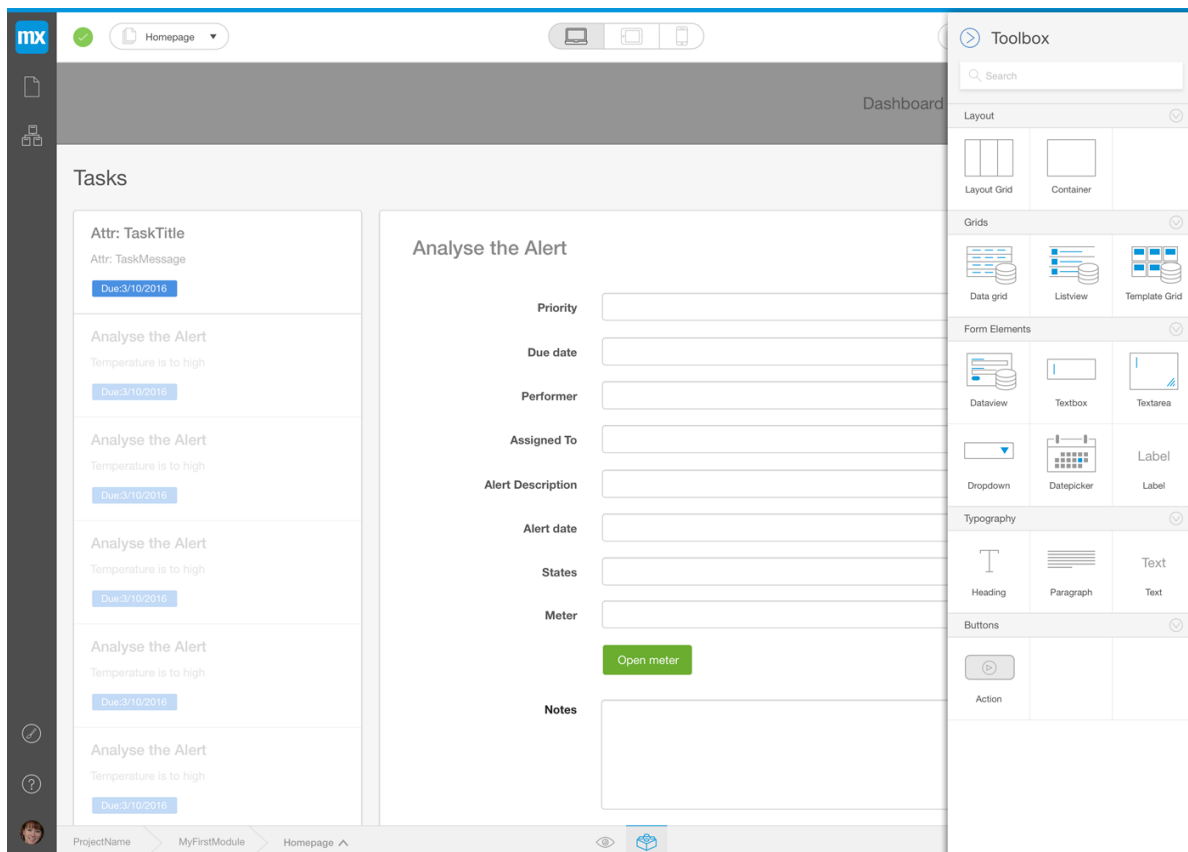 mx
Homepage
Dashboard
Tasks
Attr: TaskTitle
Attr: TaskMessage
Due:3/10/2016
Analyse the Alert
Temperature is to high
Due:3/10/2016
Analyse the Alert
Temperature is to high
Due:3/10/2016
Analyse the Alert
Temperature is to high
Due:3/10/2016
Analyse the Alert
Temperature is to high
Due:3/10/2016
Analyse the Alert
Temperature is to high
Due:3/10/2016
Analyse the Alert
Priority
Due date
Performer
Assigned To
Alert Description
Alert date
States
Meter
Open meter
Notes
ProjectName
MyFirstModule
Homepage
Toolbox
Search
Layout
Layout Grid
Container
Grids
Data grid
Listview
Template Grid
Form Elements
Dataview
Textbox
Textarea
Dropdown
Datepicker
Label
Label
Typography
Heading
Paragraph
Text
Text
Buttons
Action